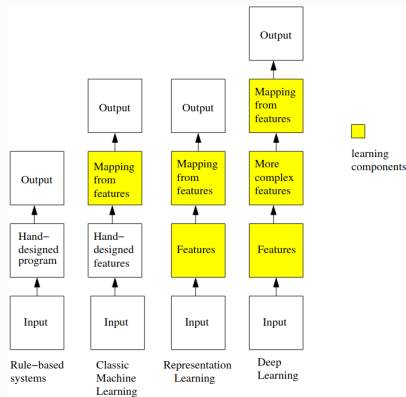 Output
Output
Output
Mapping
from
features
learning
components
Output
Mapping
from
features
Mapping
from
features
More
complex
features
Hand-
designed
program
Hand-
designed
features
Features
Features
Input
Input
Input
Input
Rule-based
systems
Classic
Machine
Learning
Representation
Learning
Deep
Learning